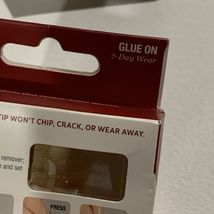 GLUE ON
7-Day Wear
TIP WON'T CHIP, CRACK, OR WEAR AWAY.
remover;
and set
PRESS